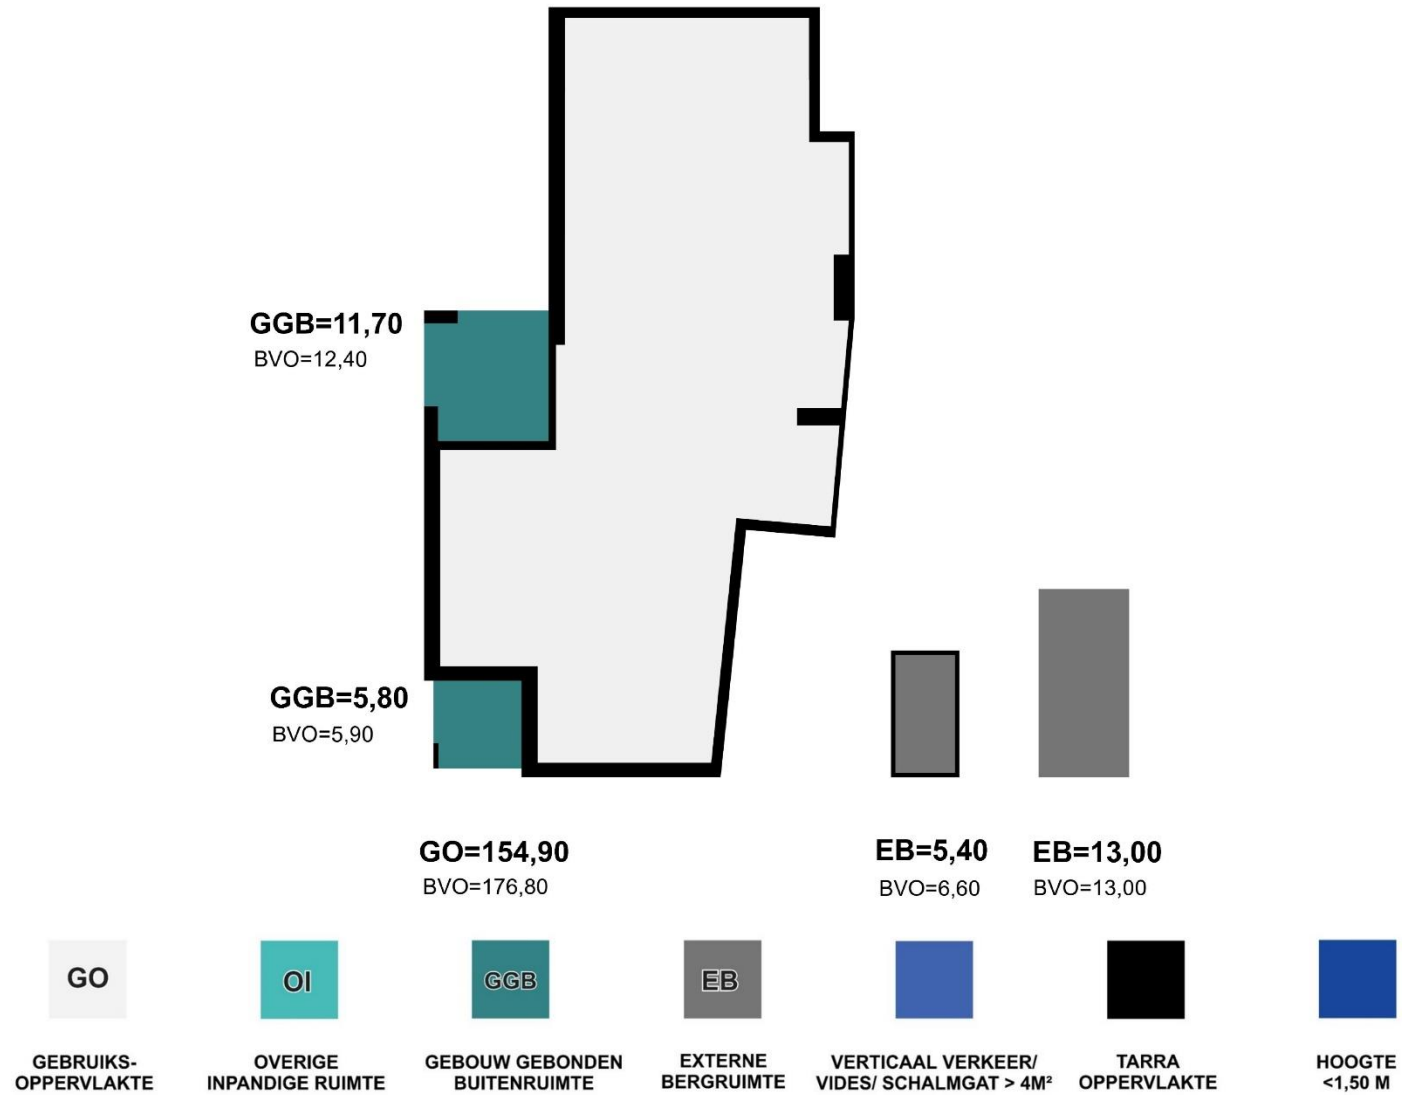 GGB=11,70
BVO=12,40
GGB=5,80
BVO=5,90
GO=154,90
BVO=176,80
EB=5,40
BVO=6,60
EB=13,00
BVO=13,00
GO
GEBRUIKS-
OPPERVLAKTE
OI
OVERIGE
INPANDIGE RUIMTE
GGB
GEBOUW GEBONDEN
BUITENRUIMTE
EB
EXTERNE
BERGRUIMTE
VERTICAAL VERKEER/
VIDES/ SCHALMGAT > 4M²
TARRA
OPPERVLAKTE
HOOGTE
<1,50 M